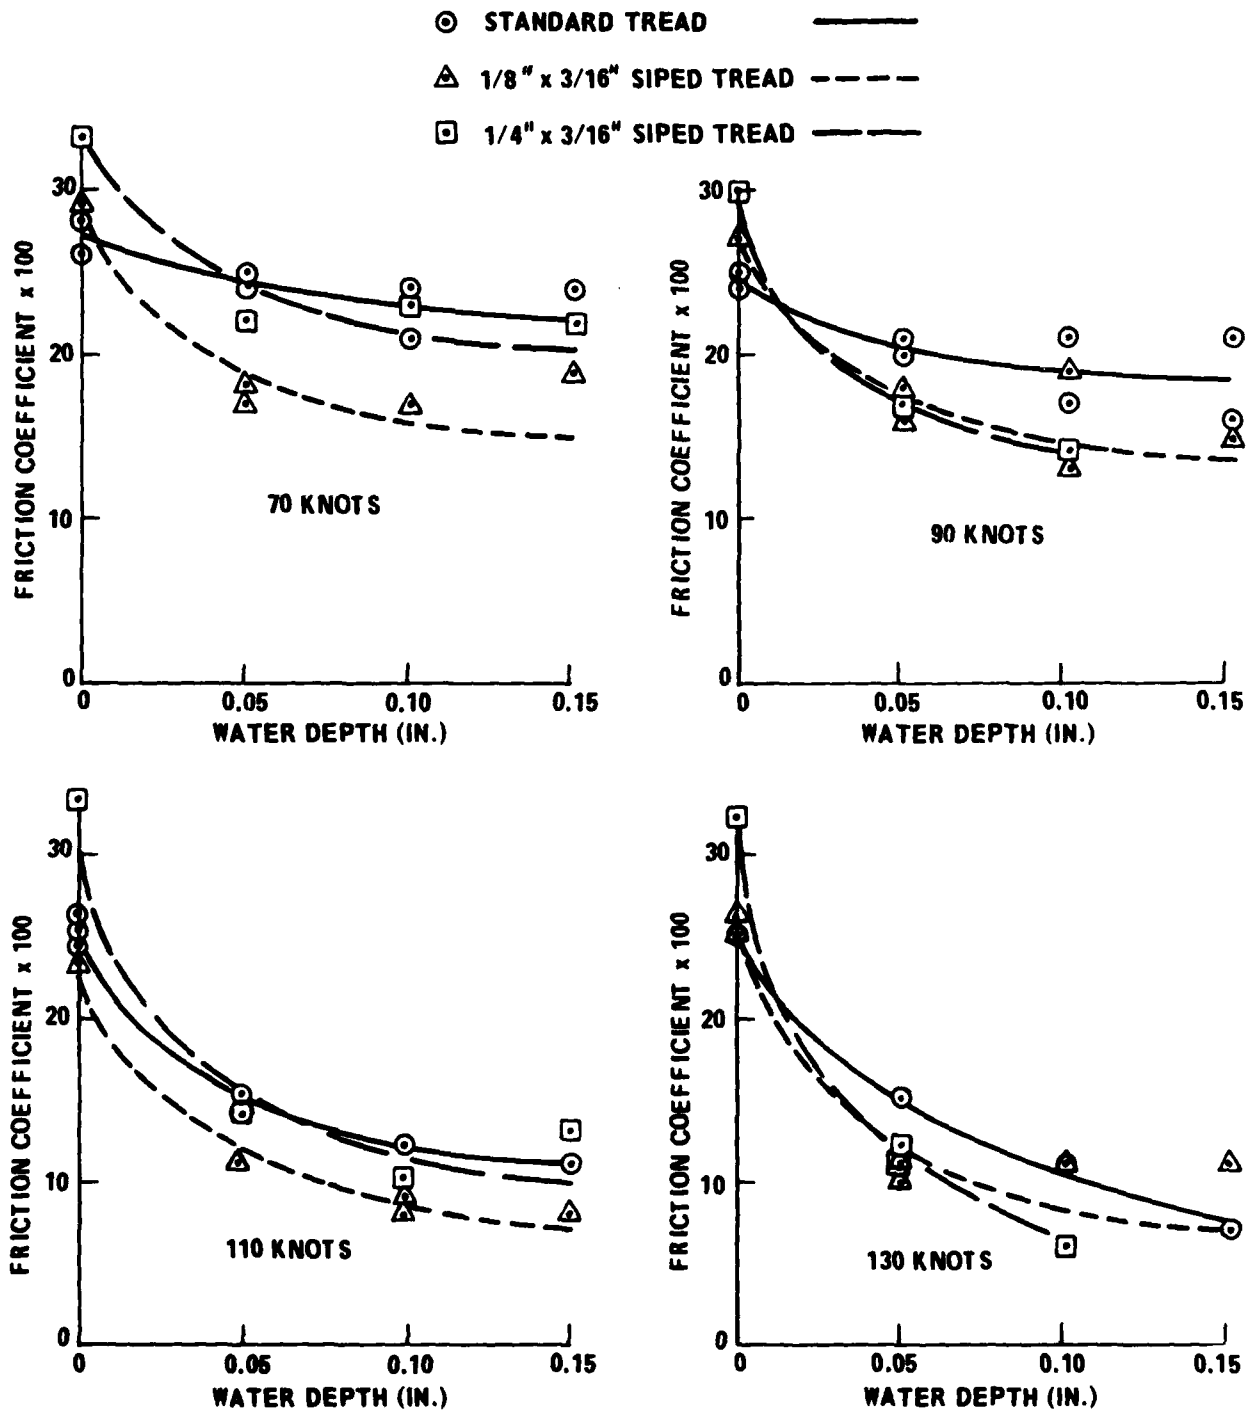 STANDARD TREAD
1/8" x 3/16" SIPED TREAD
1/4" x 3/16" SIPED TREAD
FRICTION COEFFICIENT x 100
30
20
10
0
70 KNOTS
0 0.05 0.10 0.15
WATER DEPTH (IN.)
FRICTION COEFFICIENT x 100
30
20
10
0
90 KNOTS
0 0.05 0.10 0.15
WATER DEPTH (IN.)
FRICTION COEFFICIENT x 100
30
20
10
0
110 KNOTS
0 0.05 0.10 0.15
WATER DEPTH (IN.)
FRICTION COEFFICIENT x 100
30
20
10
0
130 KNOTS
0 0.05 0.10 0.15
WATER DEPTH (IN.)